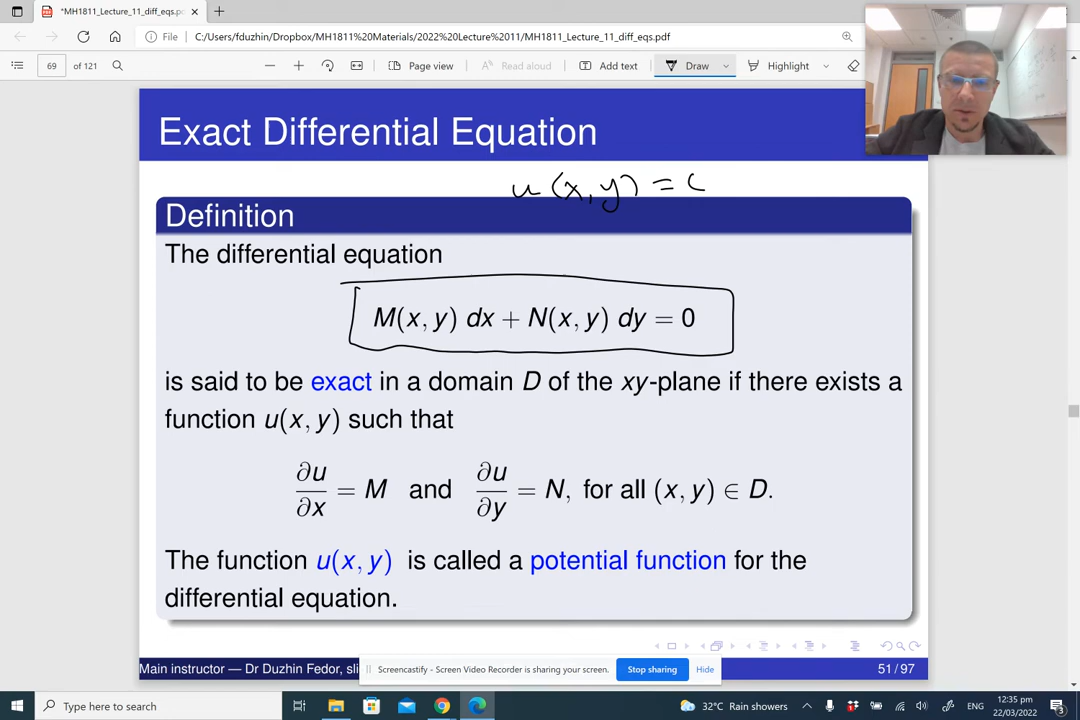 *MH1811_Lecture_11_diff_eqs.pd
File C:/Users/fduzhin/Dropbox/MH1811%20Materials/2022%20Lecture%2011/MH1811_Lecture_11_diff_eqs.pdf
69 of 121 Page view Read aloud Add text Draw Highlight
Exact Differential Equation
u(x,y) = C
Definition
The differential equation
M(x, y) dx + N(x, y) dy = 0
is said to be exact in a domain D of the xy-plane if there exists a
function u(x, y) such that
∂u/∂x = M and ∂u/∂y = N, for all (x, y) ∈ D.
The function u(x, y) is called a potential function for the
differential equation.
Main instructor — Dr Duzhin Fedor, sli
51/97
Screencastify - Screen Video Recorder is sharing your screen. Stop sharing Hide
Type here to search
32°C Rain showers
ENG
12:35 pm
22/03/2022
3